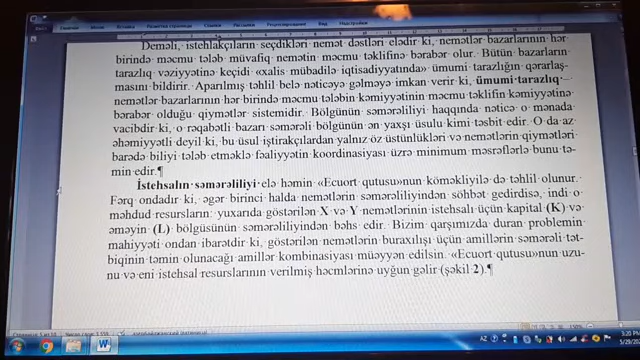 Deməli, istehlakçıların seçdikləri nemət dəstləri elədir ki, nemətlər bazarlarının hər
birində məcmu tələb müvafiq nemətin məcmu təklifinə bərabər olur. Bütün bazarların
tarazlıq vəziyyətinə keçidi «xalis mübadilə iqtisadiyyatında» ümumi tarazlığın qərarlaş-
masını bildirir. Aparılmış təhlil belə nəticəyə gəlməyə imkan verir ki, ümumi tarazlıq –
nemətlər bazarlarının hər birində məcmu tələbin kəmiyyətinin məcmu təklifin kəmiyyətinə
bərabər olduğu qiymətlər sistemidir. Bölgünün səmərəliliyi haqqında nəticə o mənada
vacibdir ki, o rəqabətli bazarı səmərəli bölgünün ən yaxşı üsulu kimi təsbit edir. O da az
əhəmiyyətli deyil ki, bu üsul iştirakçılardan yalnız öz üstünlükləri və nemətlərin qiymətləri
barədə biliyi tələb etməklə fəaliyyətin koordinasiyası üzrə minimum məsrəflərlə bunu tə-
min edir.¶
İstehsalın səmərəliliyi elə həmin «Ecuort qutusu»nun köməkliyilə də təhlil olunur.
Fərq ondadır ki, əgər birinci halda nemətlərin səmərəliliyindən söhbət gedirdisə, indi o
məhdud resursların: yuxarıda göstərilən X və Y nemətlərinin istehsalı üçün kapital (K) və
əməyin (L) bölgüsünün səmərəliliyindən bəhs edir. Bizim qarşımızda duran problemin
mahiyyəti ondan ibarətdir ki, göstərilən nemətlərin buraxılışı üçün amillərin səmərəli tət-
biqinin təmin olunacağı amillər kombinasiyası müəyyən edilsin. «Ecuort qutusu»nun uzu-
nu və eni istehsal resurslarının verilmiş həcmlərinə uyğun gəlir (şəkil 2).¶
AZ
3:20 PM